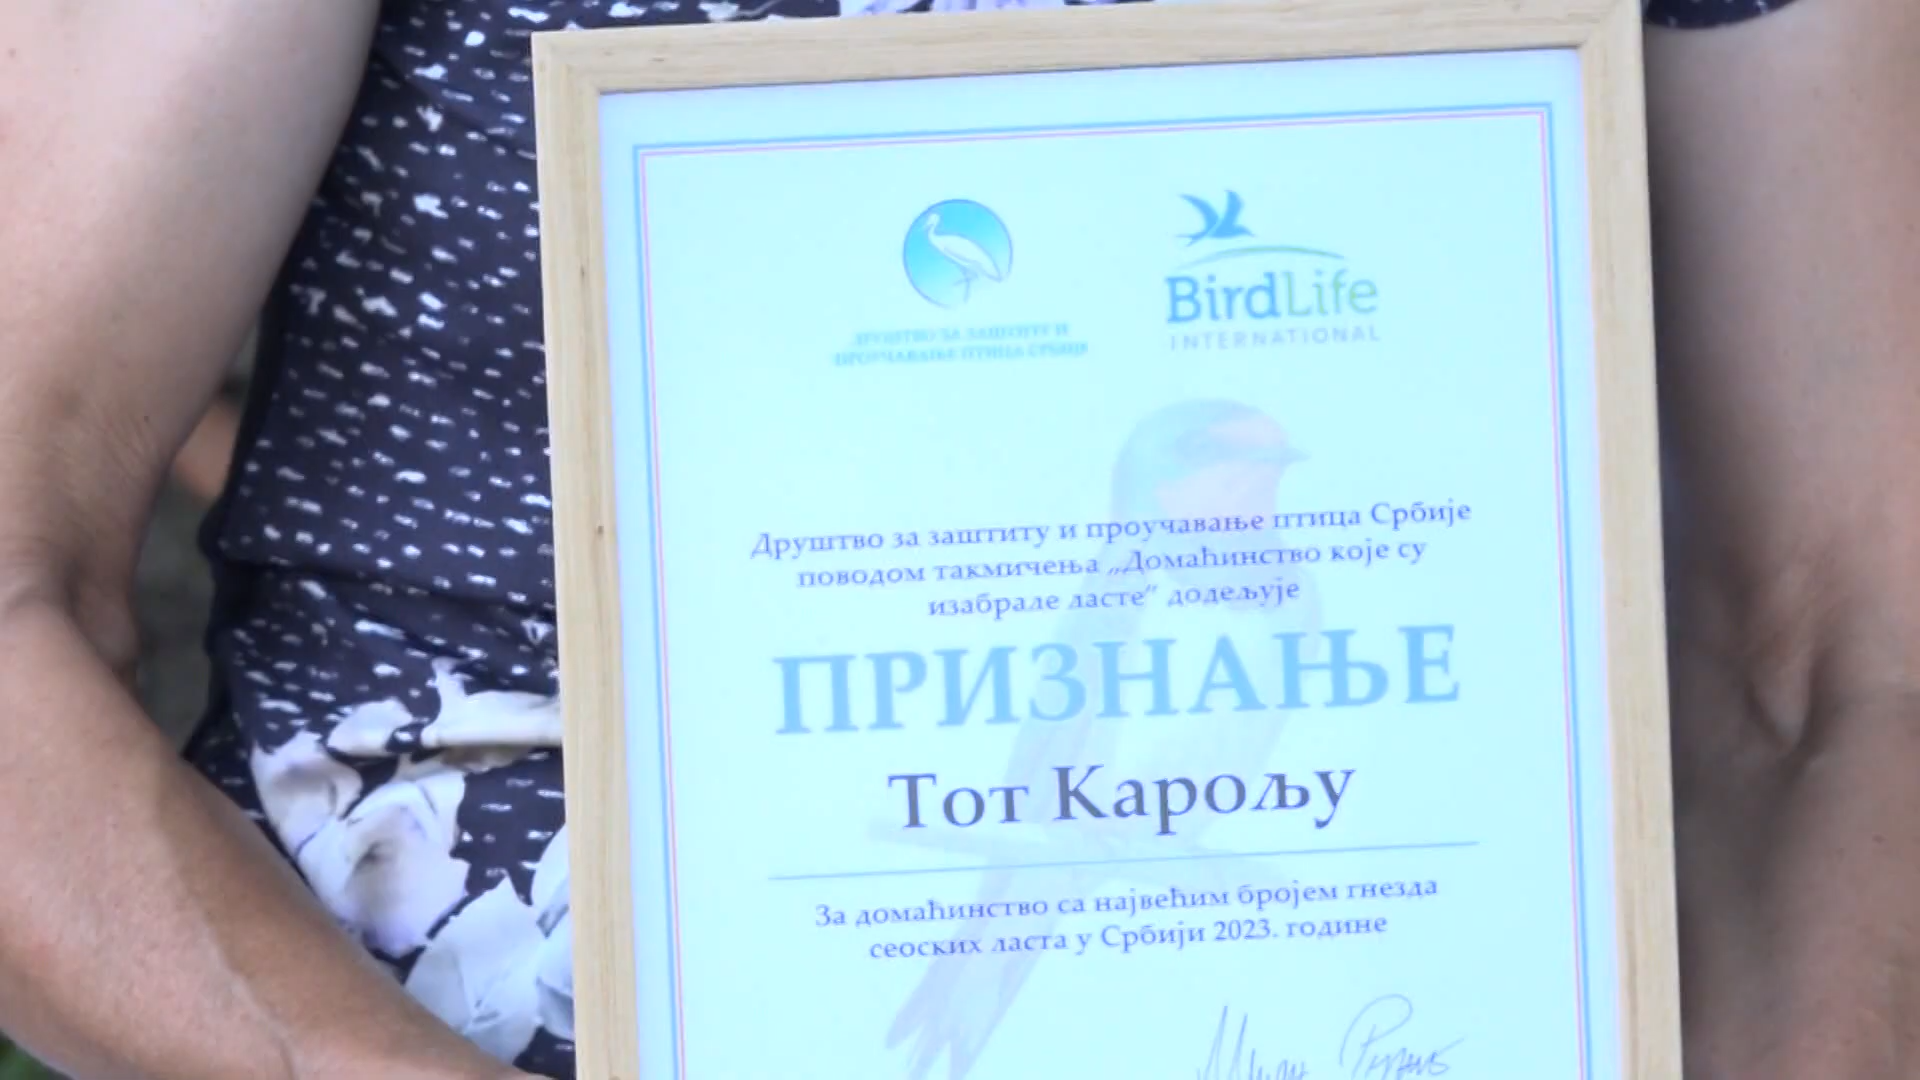 ДРУШТВО ЗА ЗАШТИТУ И
ПРОУЧАВАЊЕ ПТИЦА СРБИЈЕ
BirdLife
INTERNATIONAL
Друштво за заштиту и проучавање птица Србије
поводом такмичења „Домаћинство које су
изабрале ласте“ додељује
ПРИЗНАЊЕ
Тот Карољу
За домаћинство са највећим бројем гнезда
сеоских ласта у Србији 2023. године